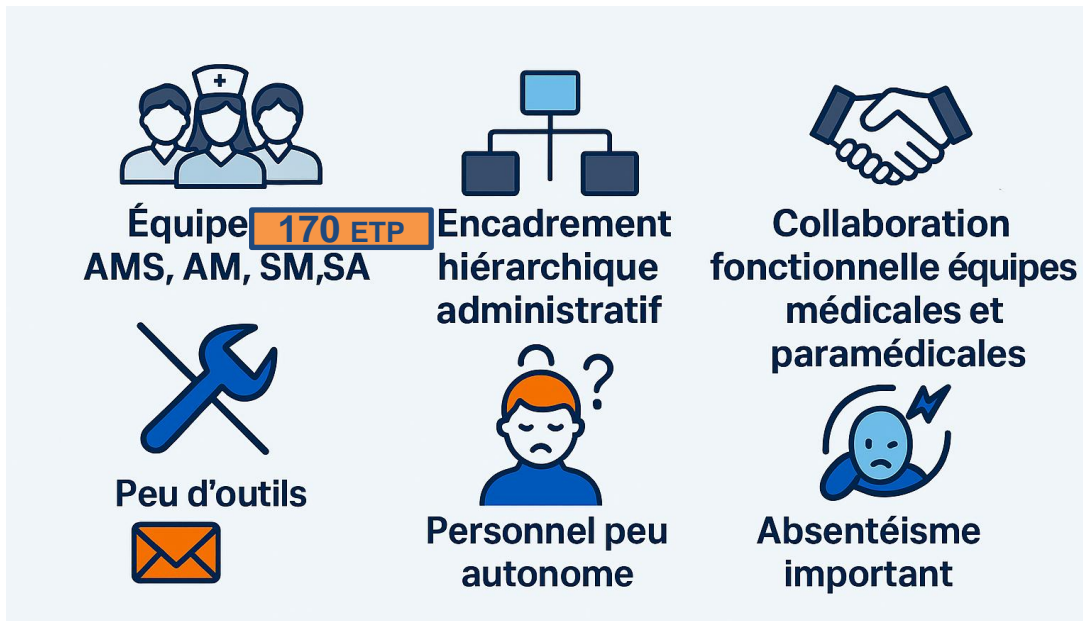 Équipe 170 ETP
AMS, AM, SM,SA
Encadrement
hiérarchique
administratif
Collaboration
fonctionnelle équipes
médicales et
paramédicales
Peu d'outils
?
Personnel peu
autonome
Absentéisme
important